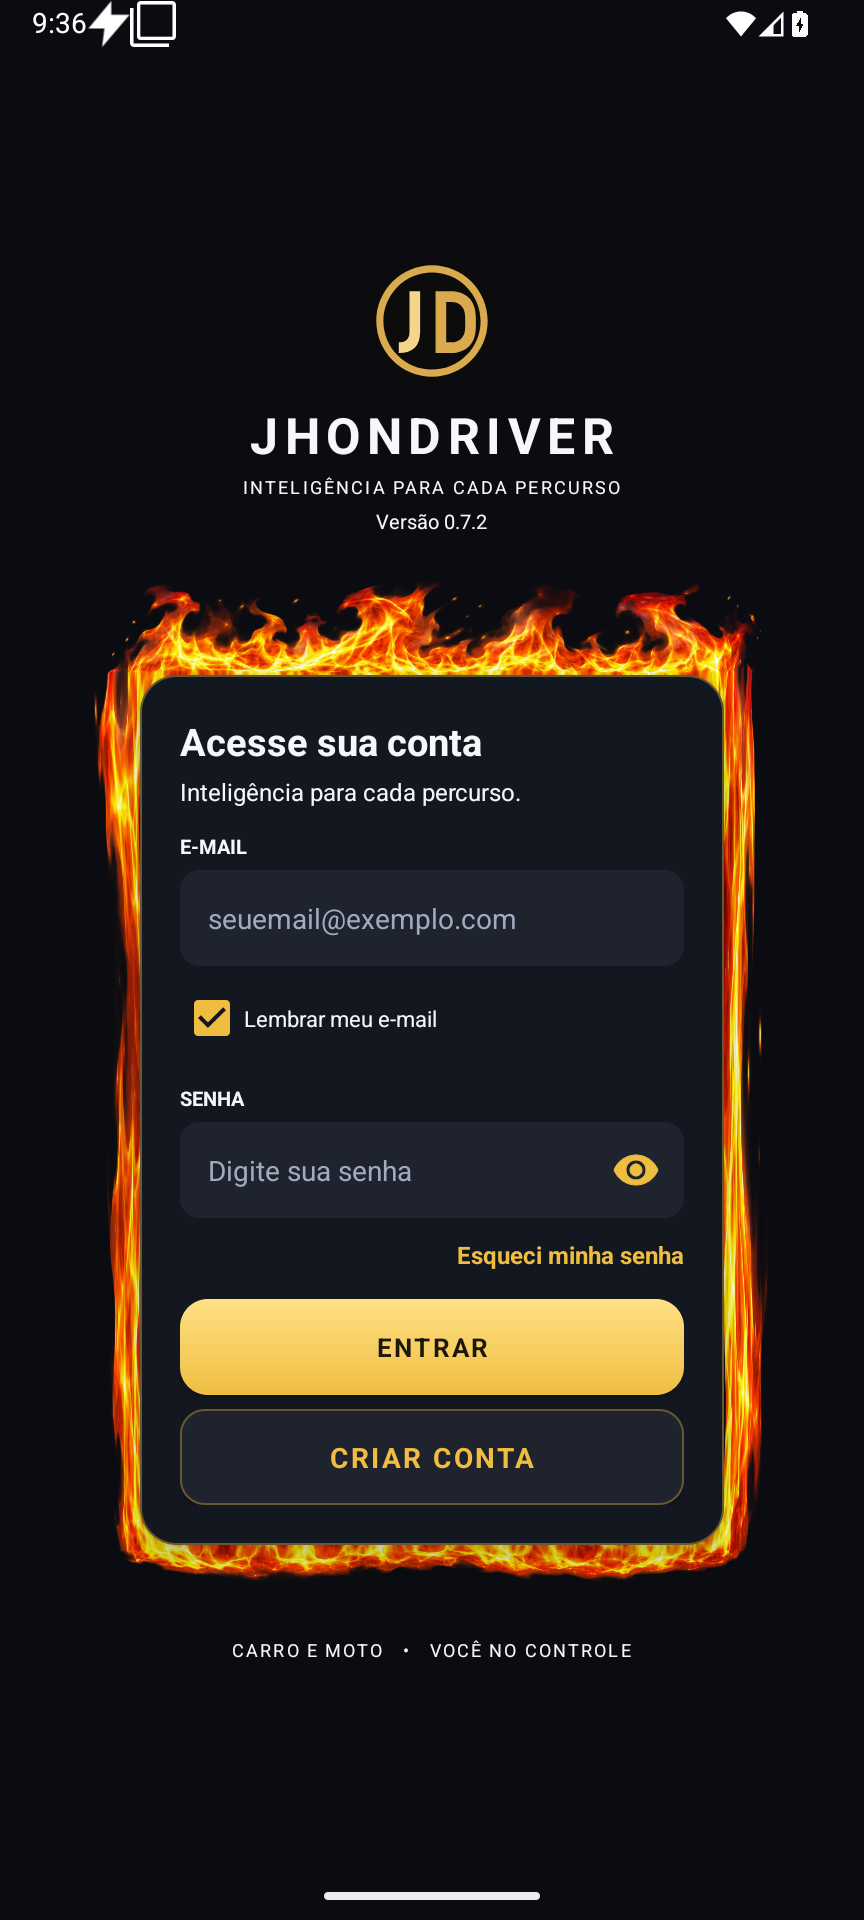 9:36
JD
JHONDRIVER
INTELIGÊNCIA PARA CADA PERCURSO
Versão 0.7.2
Acesse sua conta
Inteligência para cada percurso.
E-MAIL
seuemail@exemplo.com
Lembrar meu e-mail
SENHA
Digite sua senha
Esqueci minha senha
ENTRAR
CRIAR CONTA
CARRO E MOTO • VOCÊ NO CONTROLE